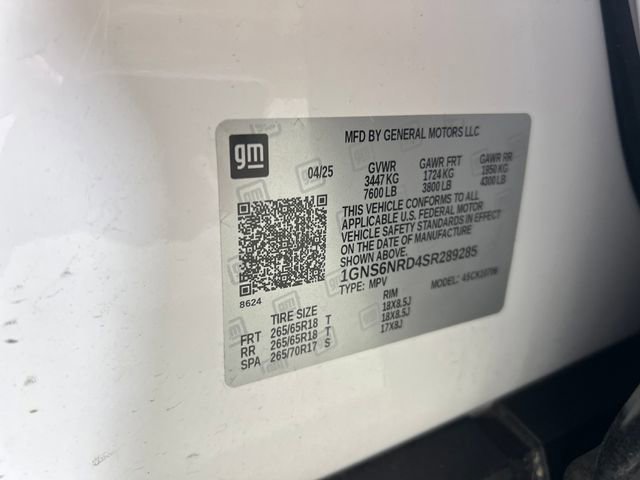 MFD BY GENERAL MOTORS LLC
gm
04/25
GVWR GAWR FRT GAWR RR
3447 KG 1724 KG 1950 KG
7600 LB 3800 LB 4300 LB
THIS VEHICLE CONFORMS TO ALL
APPLICABLE U.S. FEDERAL MOTOR
VEHICLE SAFETY STANDARDS IN EFFECT
ON THE DATE OF MANUFACTURE
SHOWN ABOVE.
1GNS6NRD4SR289285
TYPE: MPV MODEL:
8624
TIRE SIZE RIM
FRT 265/65R18 T 18X8.5J
RR 265/65R18 T 18X8.5J
SPA 265/70R17 S 17X8J